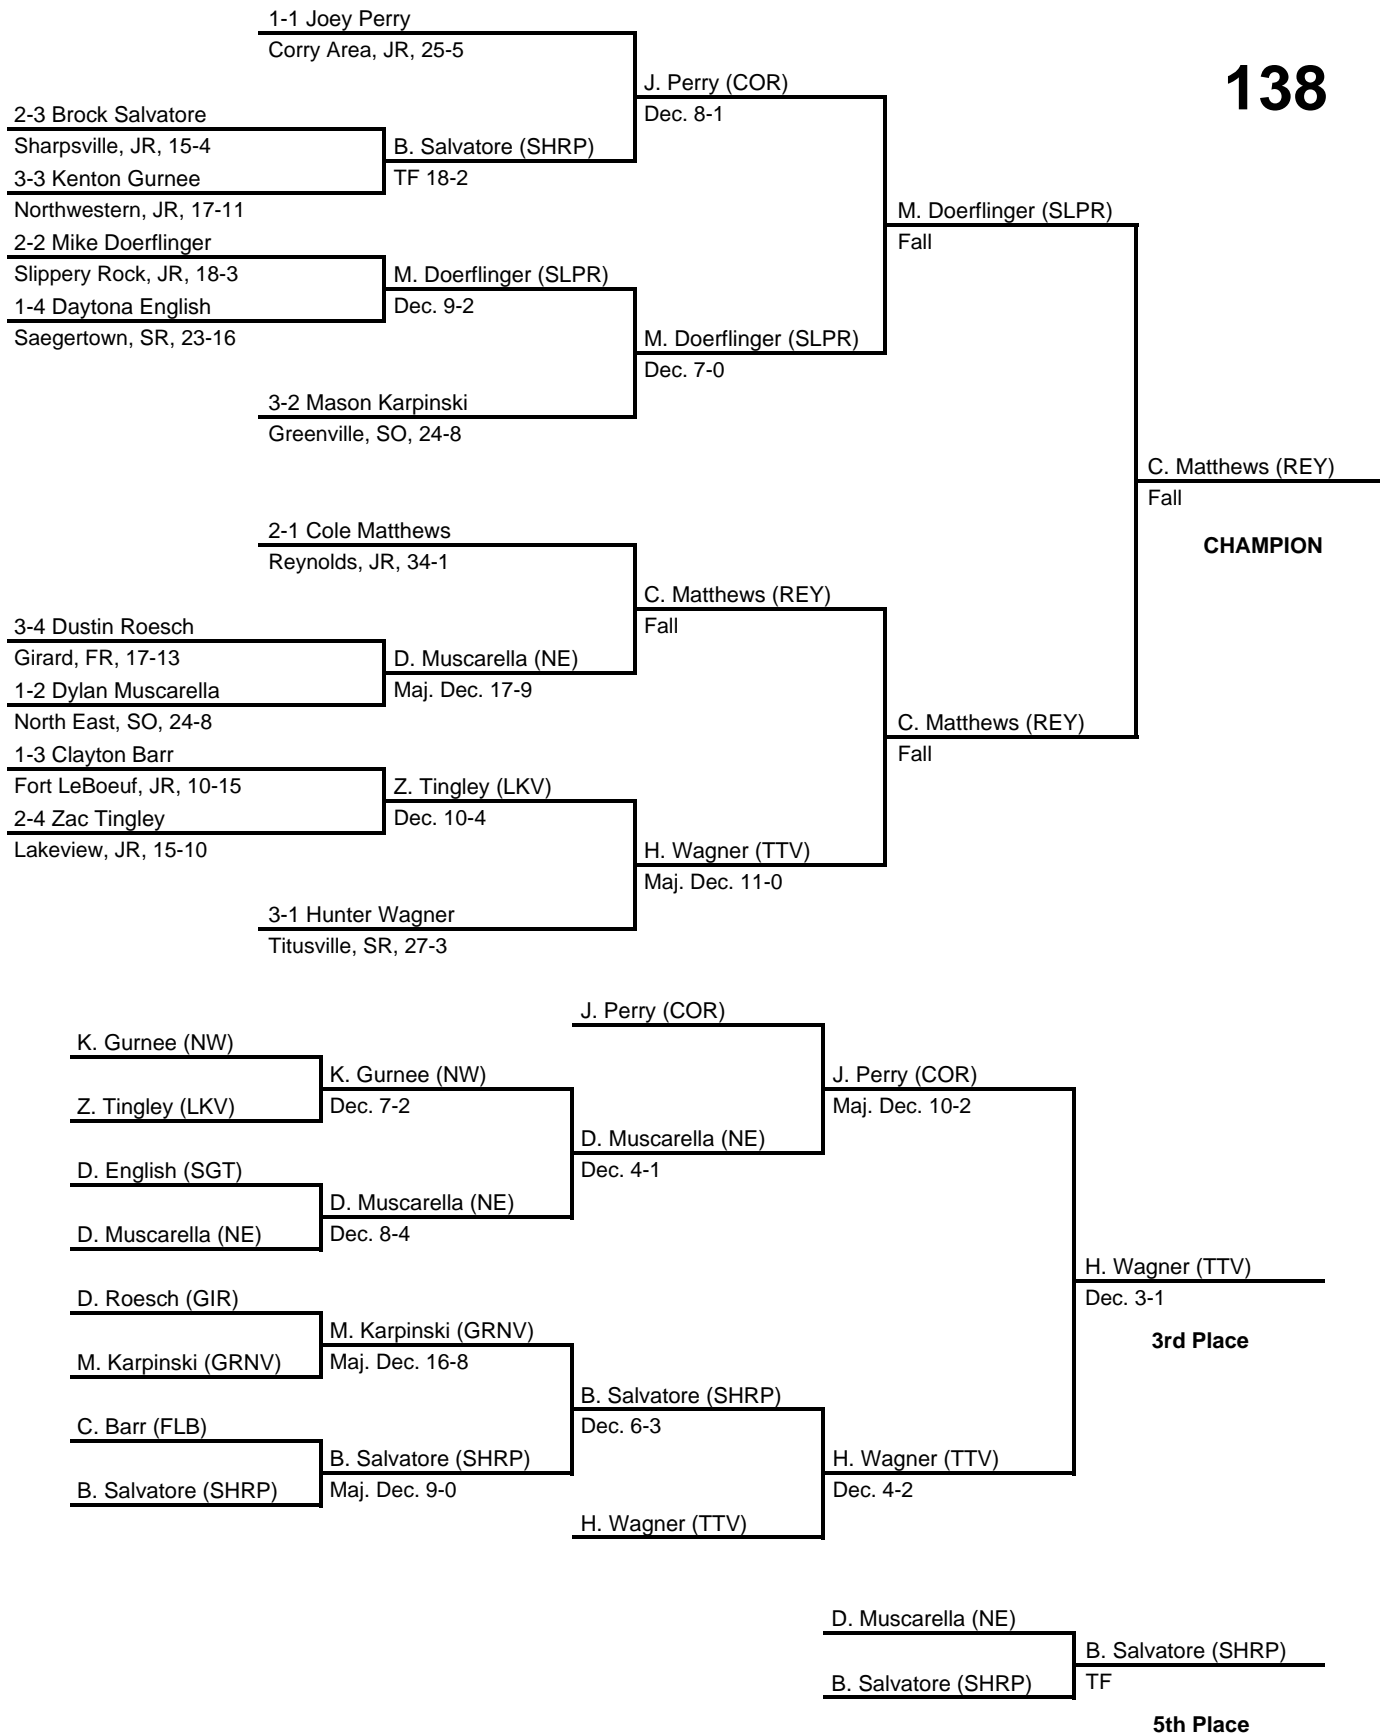 1-1 Joey Perry
Corry Area, JR, 25-5
138
J. Perry (COR)
Dec. 8-1
2-3 Brock Salvatore
Sharpsville, JR, 15-4
B. Salvatore (SHRP)
TF 18-2
3-3 Kenton Gurnee
Northwestern, JR, 17-11
M. Doerflinger (SLPR)
Fall
2-2 Mike Doerflinger
Slippery Rock, JR, 18-3
M. Doerflinger (SLPR)
Dec. 9-2
1-4 Daytona English
Saegertown, SR, 23-16
M. Doerflinger (SLPR)
Dec. 7-0
3-2 Mason Karpinski
Greenville, SO, 24-8
C. Matthews (REY)
Fall
CHAMPION
2-1 Cole Matthews
Reynolds, JR, 34-1
C. Matthews (REY)
Fall
3-4 Dustin Roesch
Girard, FR, 17-13
D. Muscarella (NE)
Maj. Dec. 17-9
1-2 Dylan Muscarella
North East, SO, 24-8
C. Matthews (REY)
Fall
1-3 Clayton Barr
Fort LeBoeuf, JR, 10-15
Z. Tingley (LKV)
Dec. 10-4
2-4 Zac Tingley
Lakeview, JR, 15-10
H. Wagner (TTV)
Maj. Dec. 11-0
3-1 Hunter Wagner
Titusville, SR, 27-3
J. Perry (COR)
K. Gurnee (NW)
K. Gurnee (NW)
Dec. 7-2
J. Perry (COR)
Maj. Dec. 10-2
Z. Tingley (LKV)
D. Muscarella (NE)
Dec. 4-1
D. English (SGT)
D. Muscarella (NE)
Dec. 8-4
D. Muscarella (NE)
H. Wagner (TTV)
Dec. 3-1
3rd Place
D. Roesch (GIR)
M. Karpinski (GRNV)
Maj. Dec. 16-8
M. Karpinski (GRNV)
B. Salvatore (SHRP)
Dec. 6-3
C. Barr (FLB)
B. Salvatore (SHRP)
Maj. Dec. 9-0
H. Wagner (TTV)
Dec. 4-2
B. Salvatore (SHRP)
H. Wagner (TTV)
D. Muscarella (NE)
B. Salvatore (SHRP)
TF
B. Salvatore (SHRP)
5th Place